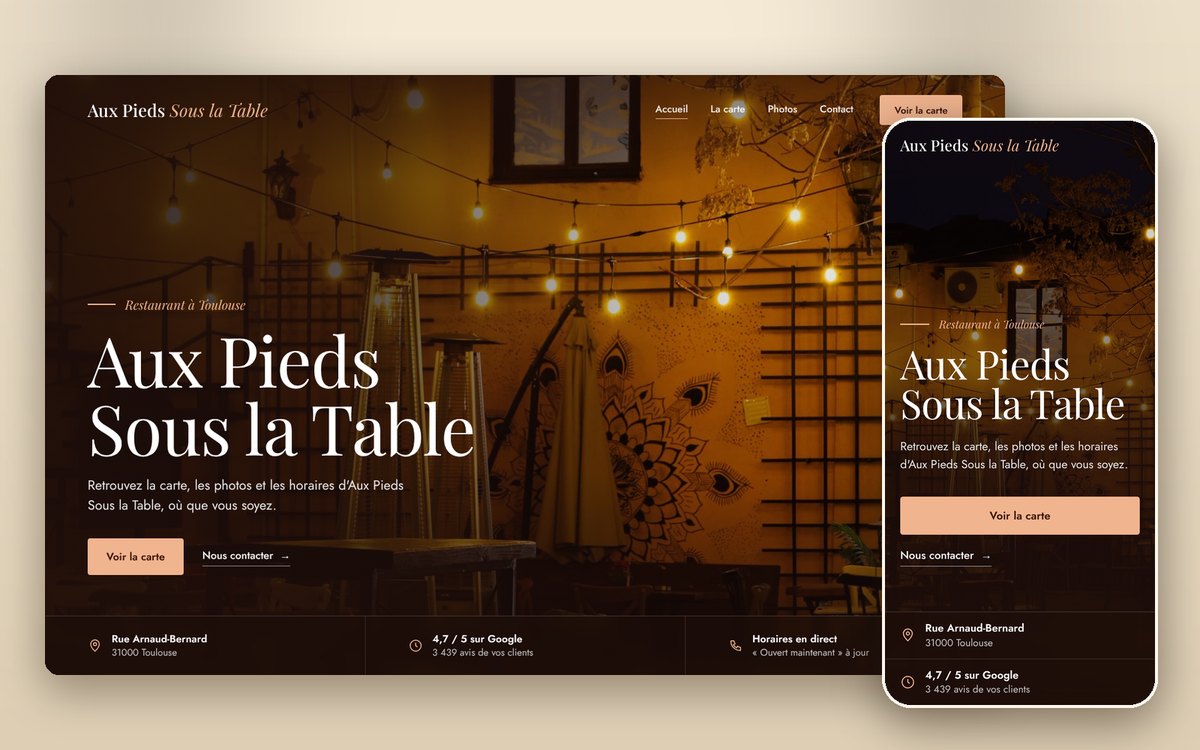 Aux Pieds Sous la Table
Accueil
La carte
Photos
Contact
Voir la carte
Restaurant à Toulouse
Aux Pieds
Sous la Table
Retrouvez la carte, les photos et les horaires d'Aux Pieds
Sous la Table, où que vous soyez.
Voir la carte
Nous contacter →
Rue Arnaud-Bernard
31000 Toulouse
4,7 / 5 sur Google
3 439 avis de vos clients
Horaires en direct
« Ouvert maintenant » à jour
Aux Pieds Sous la Table
Restaurant à Toulouse
Aux Pieds
Sous la Table
Retrouvez la carte, les photos et les horaires
d'Aux Pieds Sous la Table, où que vous soyez.
Voir la carte
Nous contacter →
Rue Arnaud-Bernard
31000 Toulouse
4,7 / 5 sur Google
3 439 avis de vos clients